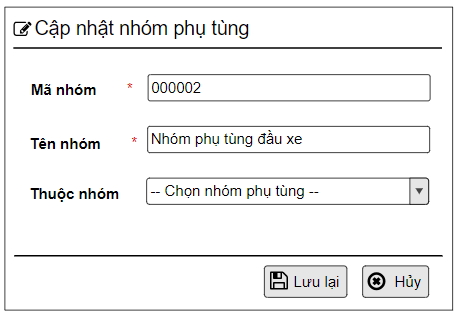 Cập nhật nhóm phụ tùng
Mã nhóm * 000002
Tên nhóm * Nhóm phụ tùng đầu xe
Thuộc nhóm -- Chọn nhóm phụ tùng --
Lưu lại Hủy